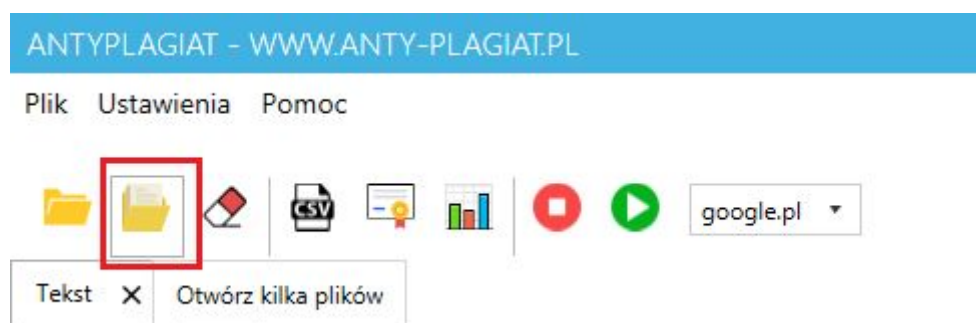 ANTYPLAGIAT - WWW.ANTY-PLAGIAT.PL
Plik Ustawienia Pomoc
CSV google.pl
Tekst X Otwórz kilka plików